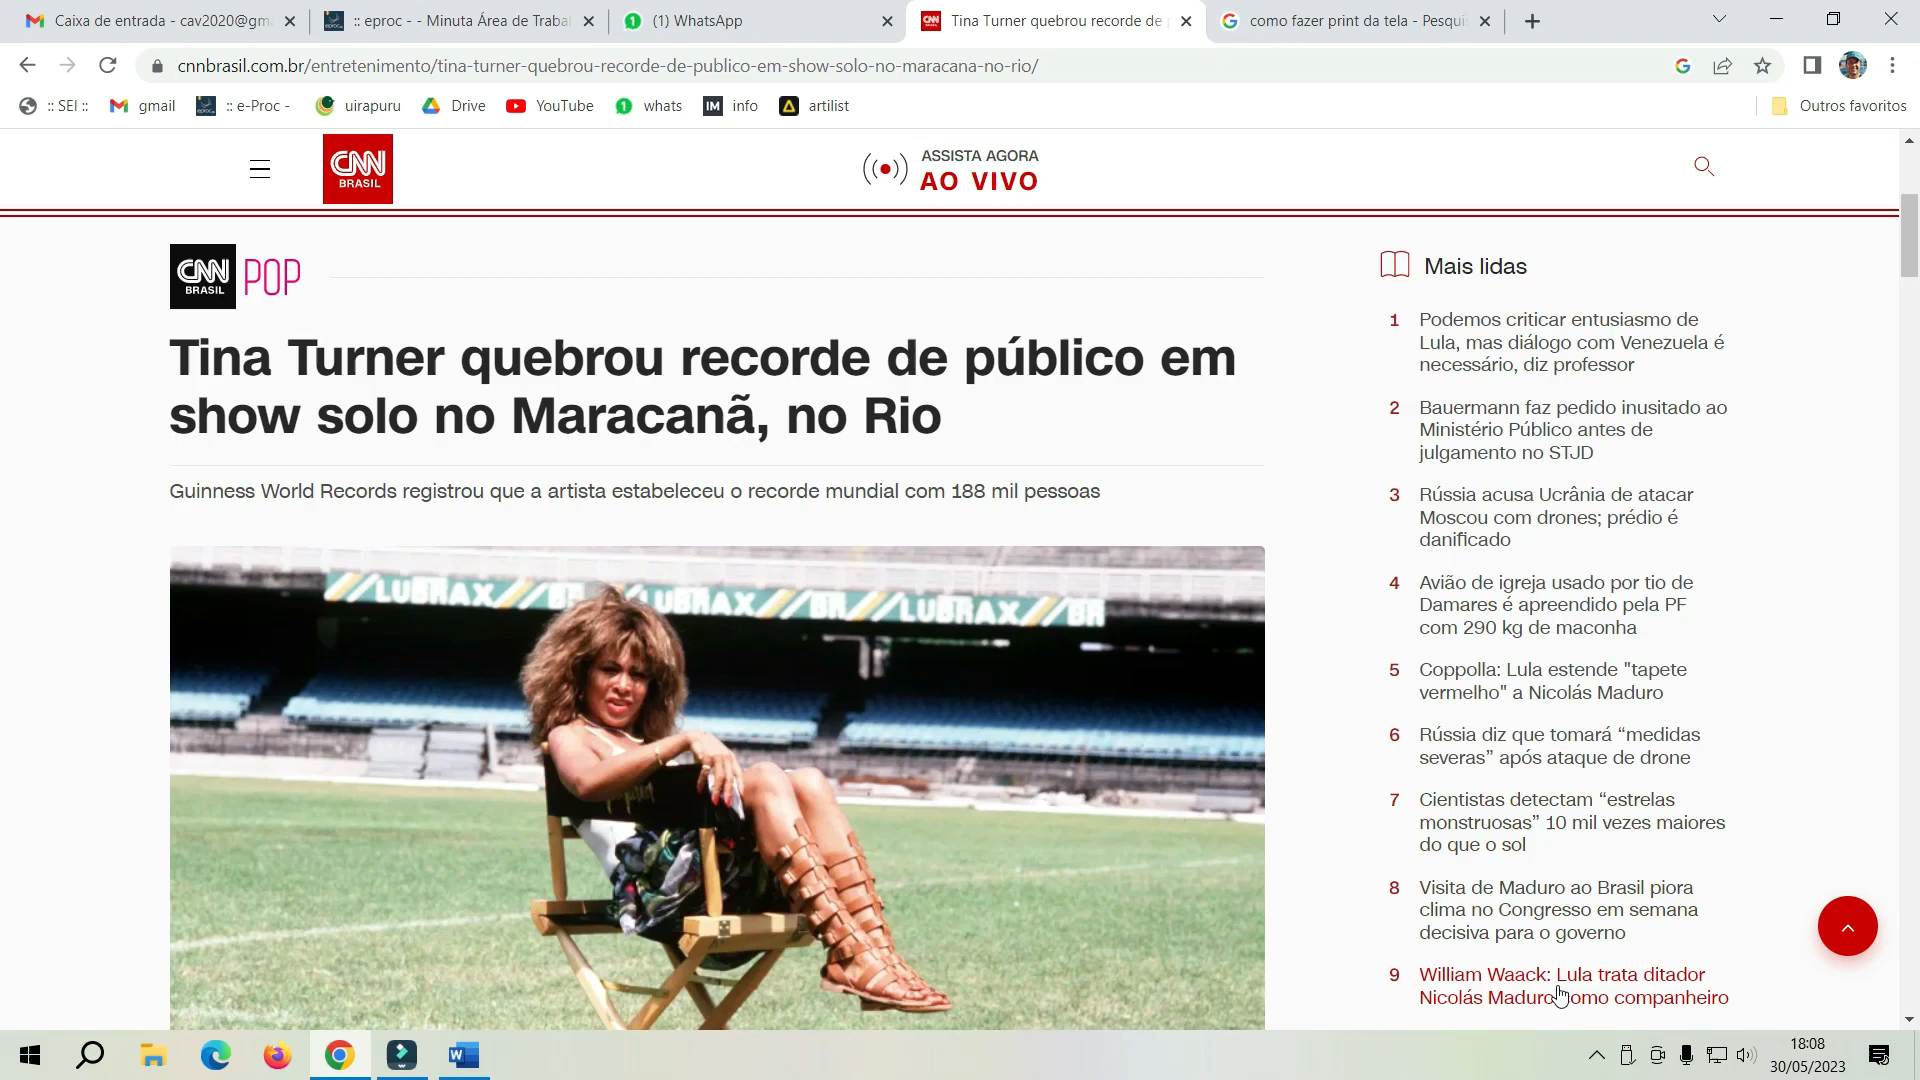 Caixa de entrada - cav2020@gma
:: eproc - - Minuta Área de Trabal
(1) WhatsApp
Tina Turner quebrou recorde de
como fazer print da tela - Pesqui
cnnbrasil.com.br/entretenimento/tina-turner-quebrou-recorde-de-publico-em-show-solo-no-maracana-no-rio/
:: SEI ::
gmail
:: e-Proc -
uirapuru
Drive
YouTube
whats
IM info
artilist
Outros favoritos
CNN
BRASIL
ASSISTA AGORA
AO VIVO
CNN
BRASIL
POP
Tina Turner quebrou recorde de público em
show solo no Maracanã, no Rio
Guinness World Records registrou que a artista estabeleceu o recorde mundial com 188 mil pessoas
LUBRAX BR LUBRAX BR LUBRAX BR
Mais lidas
1 Podemos criticar entusiasmo de
Lula, mas diálogo com Venezuela é
necessário, diz professor
2 Bauermann faz pedido inusitado ao
Ministério Público antes de
julgamento no STJD
3 Rússia acusa Ucrânia de atacar
Moscou com drones; prédio é
danificado
4 Avião de igreja usado por tio de
Damares é apreendido pela PF
com 290 kg de maconha
5 Coppolla: Lula estende "tapete
vermelho" a Nicolás Maduro
6 Rússia diz que tomará “medidas
severas” após ataque de drone
7 Cientistas detectam “estrelas
monstruosas” 10 mil vezes maiores
do que o sol
8 Visita de Maduro ao Brasil piora
clima no Congresso em semana
decisiva para o governo
9 William Waack: Lula trata ditador
Nicolás Maduro como companheiro
18:08
30/05/2023